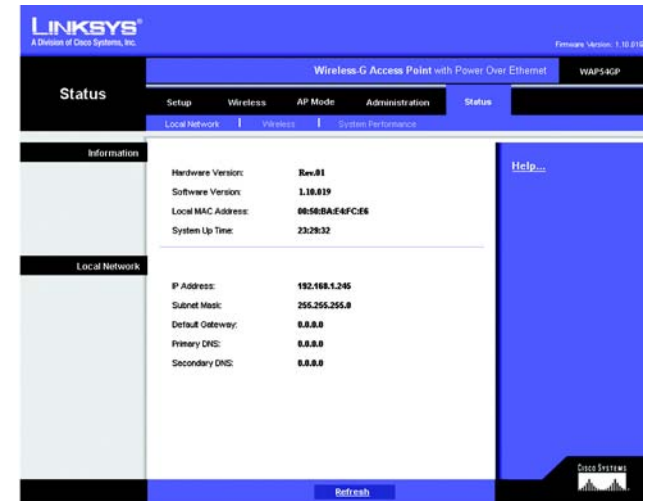 LINKSYS®
A Division of Cisco Systems, Inc.
Firmware Version: 1.10.019
Wireless-G Access Point with Power Over Ethernet WAP54GP
Status
Setup Wireless AP Mode Administration Status
Local Network Wireless System Performance
Information
Help...
Hardware Version: Rev.01
Software Version: 1.10.019
Local MAC Address: 00:50:BA:E4:FC:E6
System Up Time: 23:29:32
Local Network
IP Address: 192.168.1.245
Subnet Mask: 255.255.255.0
Default Gateway: 0.0.0.0
Primary DNS: 0.0.0.0
Secondary DNS: 0.0.0.0
Cisco Systems
Refresh